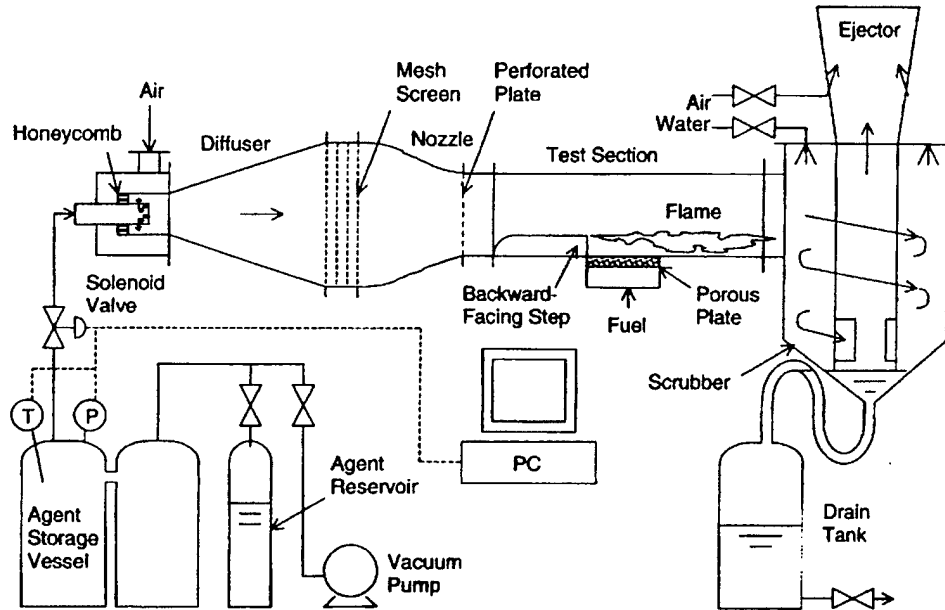 Ejector
Mesh
Screen
Perforated
Plate
Air
Air
Water
Honeycomb
Diffuser
Nozzle
Test Section
Flame
Solenoid
Valve
Backward-
Facing Step
Fuel
Porous
Plate
Scrubber
T
P
PC
Agent
Reservoir
Agent
Storage
Vessel
Vacuum
Pump
Drain
Tank